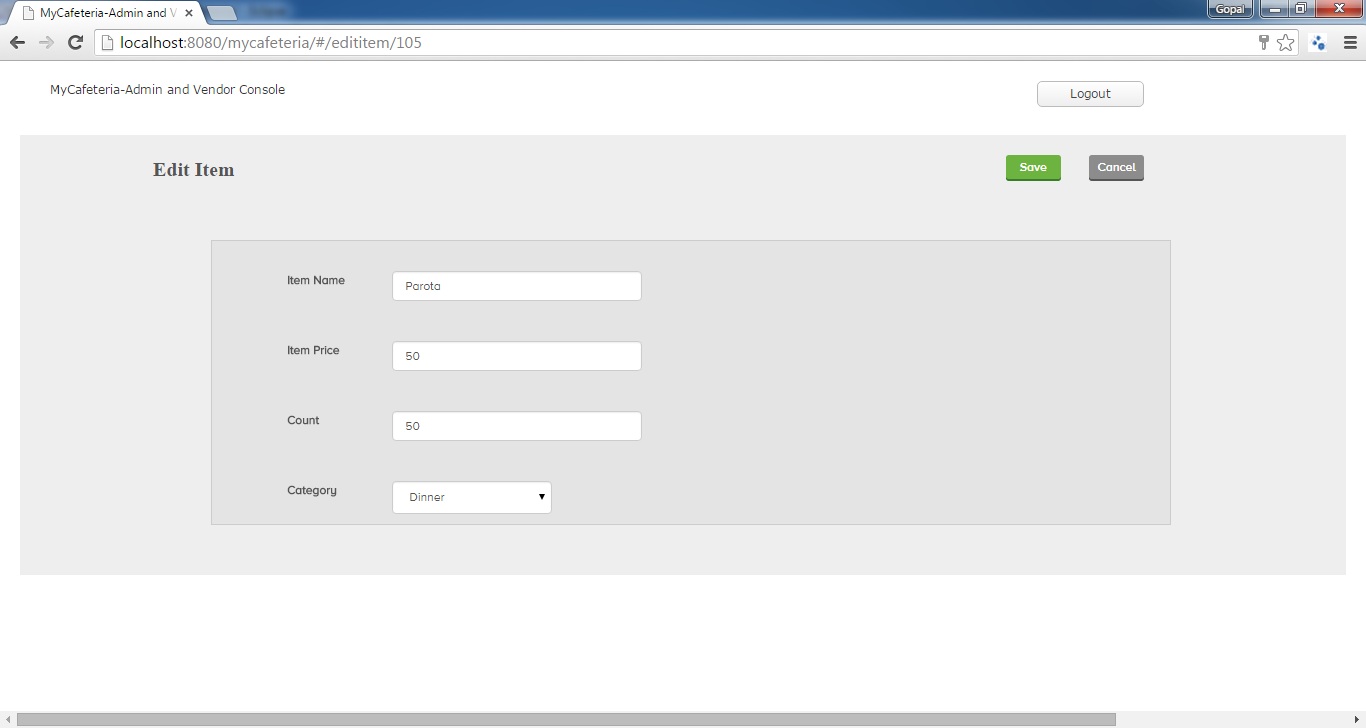 MyCafeteria-Admin and V
Gopal
localhost:8080/mycafeteria/#/edititem/105
MyCafeteria-Admin and Vendor Console
Logout
Edit Item
Save
Cancel
Item Name
Parota
Item Price
50
Count
50
Category
Dinner